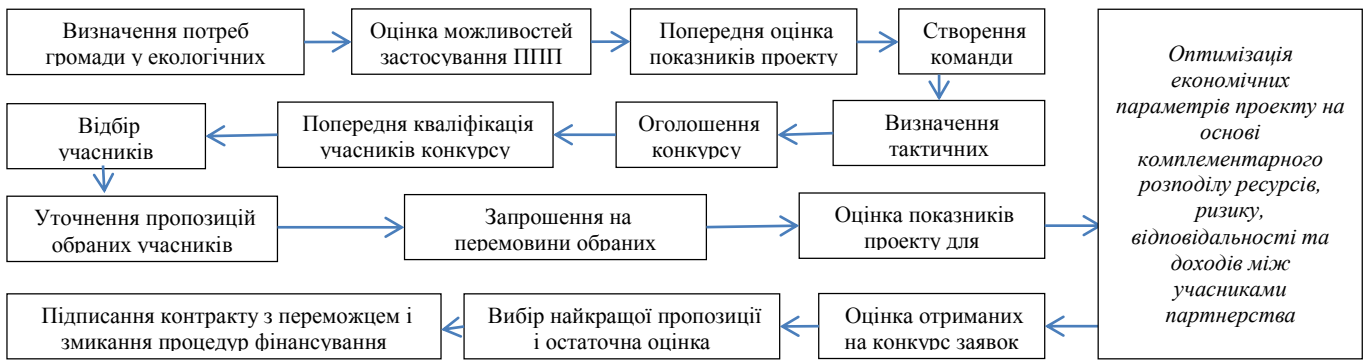 Визначення потреб
громади у екологічних
Оцінка можливостей
застосування ППП
Попередня оцінка
показників проекту
Створення
команди
Визначення
тактичних
Оголошення
конкурсу
Попередня кваліфікація
учасників конкурсу
Відбір
учасників
Уточнення пропозицій
обраних учасників
Запрошення на
перемовини обраних
Оцінка показників
проекту для
Оптимізація
економічних
параметрів проекту на
основі
комплементарного
розподілу ресурсів,
ризику,
відповідальності та
доходів між
учасниками
партнерства
Оцінка отриманих
на конкурс заявок
Вибір найкращої пропозиції
і остаточна оцінка
Підписання контракту з переможцем і
змикання процедур фінансування